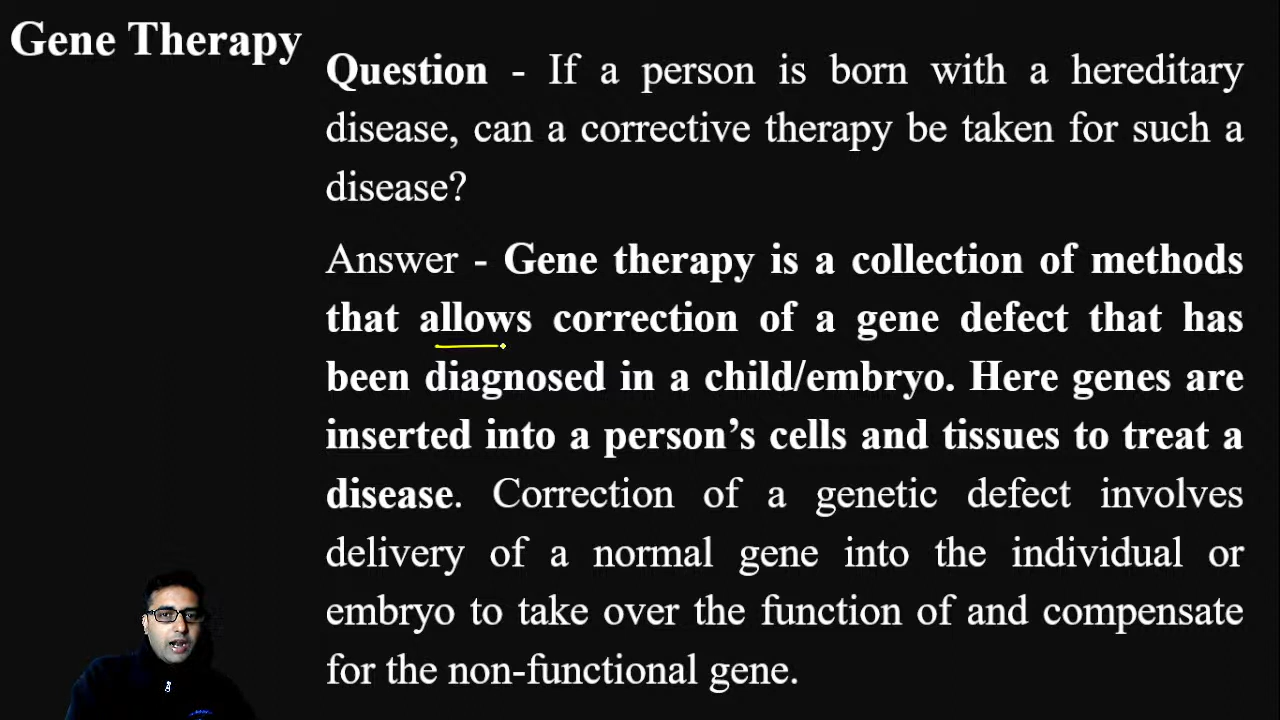 Gene Therapy
Question - If a person is born with a hereditary
disease, can a corrective therapy be taken for such a
disease?
Answer - Gene therapy is a collection of methods
that allows correction of a gene defect that has
been diagnosed in a child/embryo. Here genes are
inserted into a person’s cells and tissues to treat a
disease. Correction of a genetic defect involves
delivery of a normal gene into the individual or
embryo to take over the function of and compensate
for the non-functional gene.